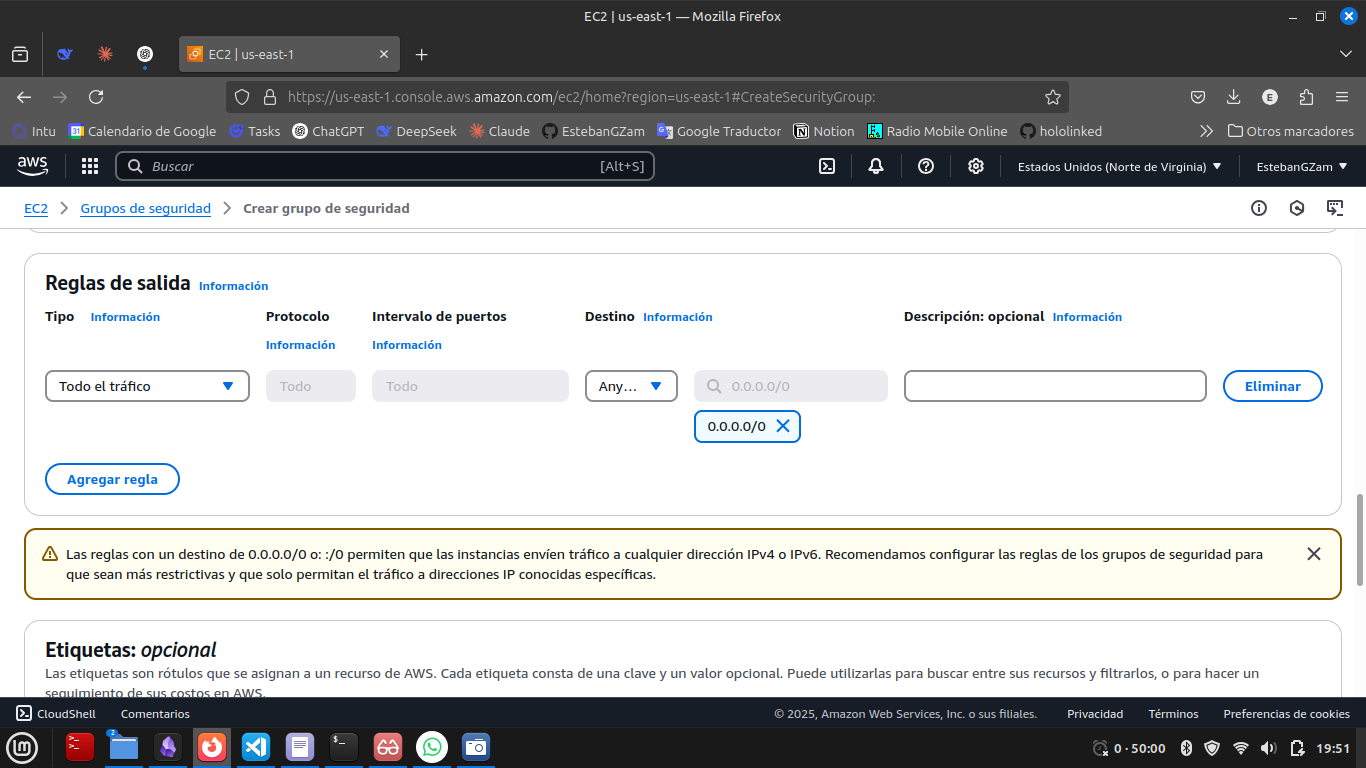 EC2 | us-east-1 — Mozilla Firefox
EC2 | us-east-1
https://us-east-1.console.aws.amazon.com/ec2/home?region=us-east-1#CreateSecurityGroup:
Intu Calendario de Google Tasks ChatGPT DeepSeek Claude EstebanGZam Google Traductor Notion Radio Mobile Online hololinked Otros marcadores
aws Buscar [Alt+S] Estados Unidos (Norte de Virginia) EstebanGZam
EC2 Grupos de seguridad Crear grupo de seguridad
Reglas de salida Información
Tipo Información Protocolo Intervalo de puertos Destino Información Descripción: opcional Información
Información Información
Todo el tráfico Todo Todo Any... 0.0.0.0/0 Eliminar
0.0.0.0/0
Agregar regla
Las reglas con un destino de 0.0.0.0/0 o: :/0 permiten que las instancias envíen tráfico a cualquier dirección IPv4 o IPv6. Recomendamos configurar las reglas de los grupos de seguridad para
que sean más restrictivas y que solo permitan el tráfico a direcciones IP conocidas específicas.
Etiquetas: opcional
Las etiquetas son rótulos que se asignan a un recurso de AWS. Cada etiqueta consta de una clave y un valor opcional. Puede utilizarlas para buscar entre sus recursos y filtrarlos, o para hacer un
seguimiento de sus costos en AWS.
CloudShell Comentarios © 2025, Amazon Web Services, Inc. o sus filiales. Privacidad Términos Preferencias de cookies
2 0 · 50:00 19:51